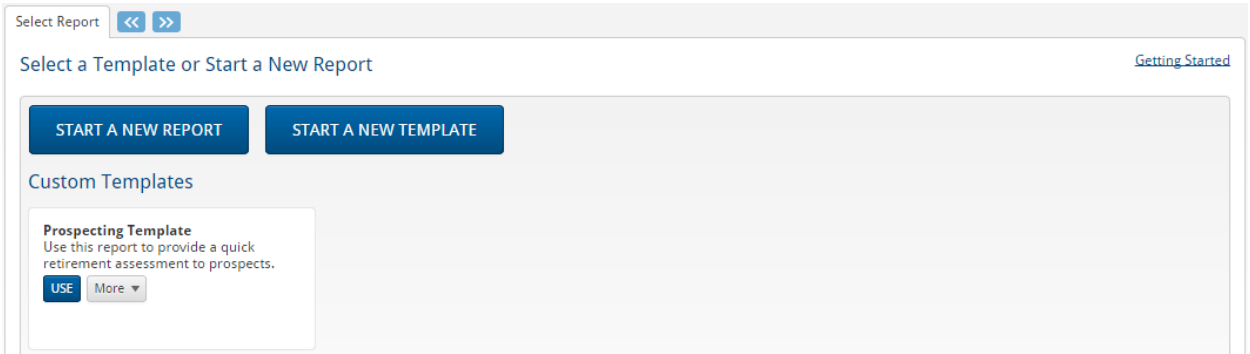 Select Report
Select a Template or Start a New Report
Getting Started
START A NEW REPORT
START A NEW TEMPLATE
Custom Templates
Prospecting Template
Use this report to provide a quick
retirement assessment to prospects.
USE
More